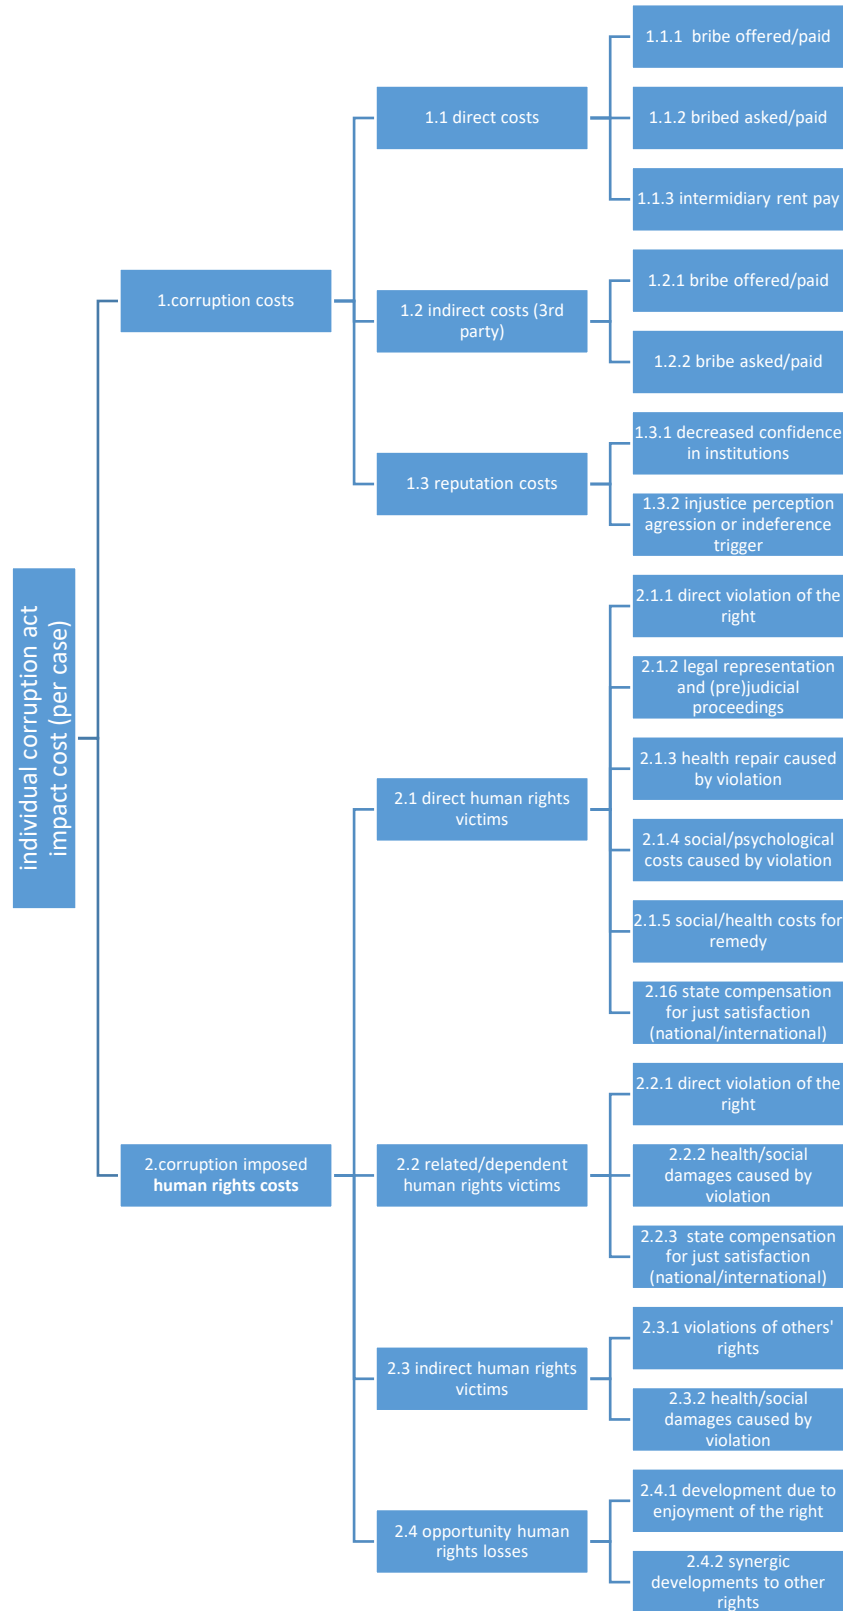 individual corruption act
impact cost (per case)
1.corruption costs
1.1 direct costs
1.1.1  bribe offered/paid
1.1.2 bribed asked/paid
1.1.3 intermidiary rent pay
1.2 indirect costs (3rd
party)
1.2.1 bribe offered/paid
1.2.2 bribe asked/paid
1.3 reputation costs
1.3.1 decreased confidence
in institutions
1.3.2 injustice perception
agression or indeference
trigger
2.corruption imposed
human rights costs
2.1 direct human rights
victims
2.1.1 direct violation of the
right
2.1.2 legal representation
and (pre)judicial
proceedings
2.1.3 health repair caused
by violation
2.1.4 social/psychological
costs caused by violation
2.1.5 social/health costs for
remedy
2.16 state compensation
for just satisfaction
(national/international)
2.2 related/dependent
human rights victims
2.2.1 direct violation of the
right
2.2.2 health/social
damages caused by
violation
2.2.3  state compensation
for just satisfaction
(national/international)
2.3 indirect human rights
victims
2.3.1 violations of others'
rights
2.3.2 health/social
damages caused by
violation
2.4 opportunity human
rights losses
2.4.1 development due to
enjoyment of the right
2.4.2 synergic
developments to other
rights